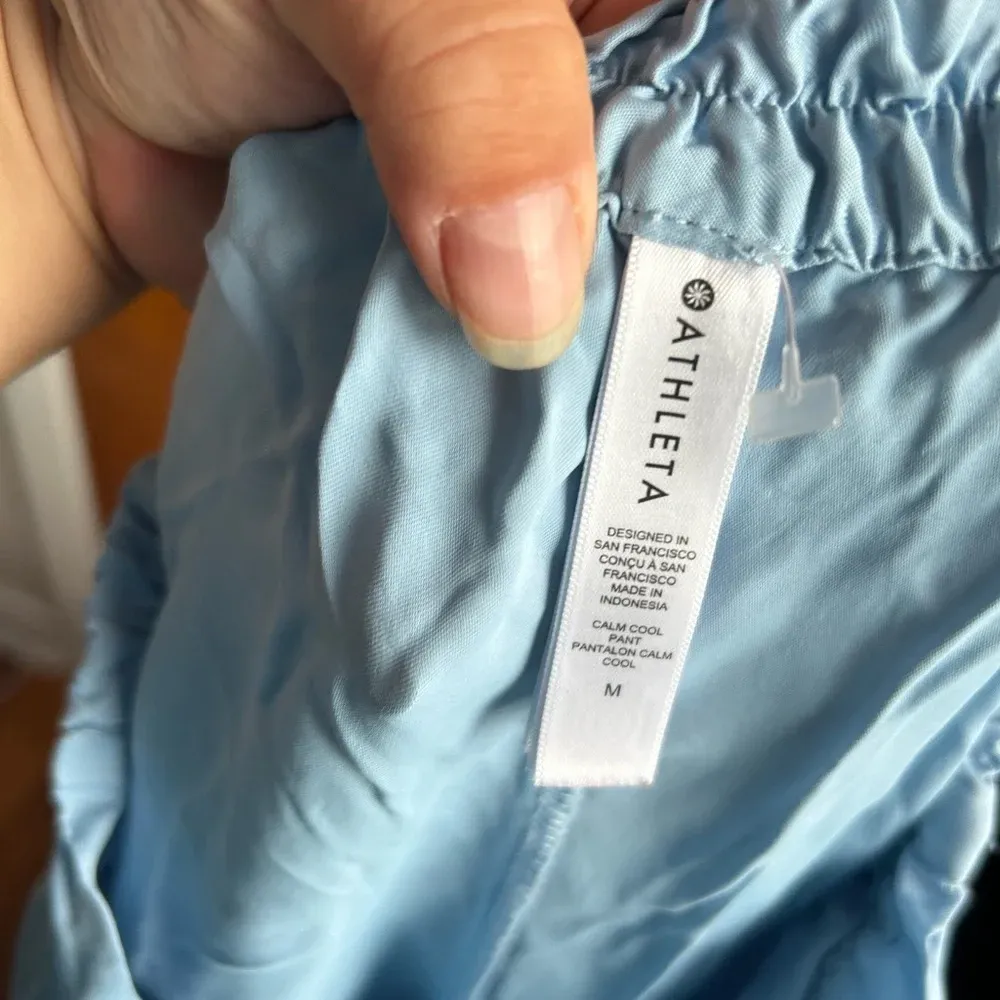 ATHLETA
DESIGNED IN
SAN FRANCISCO
CONÇU À SAN
FRANCISCO
MADE IN
INDONESIA
CALM COOL
PANT
PANTALON CALM
COOL
M